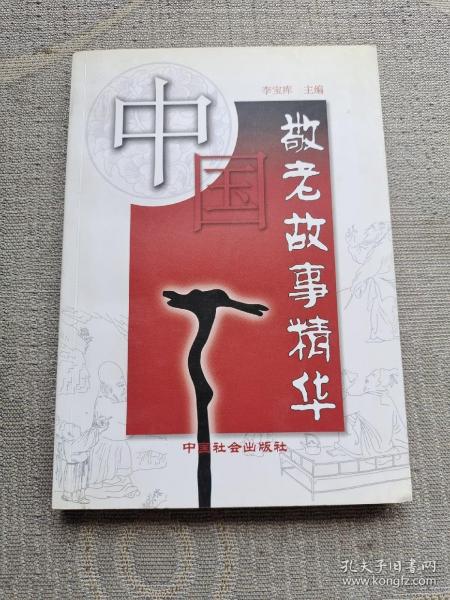 李宝库 主编
中国
敬老故事精华
中国社会出版社
孔夫子旧书网
www.kongfz.com